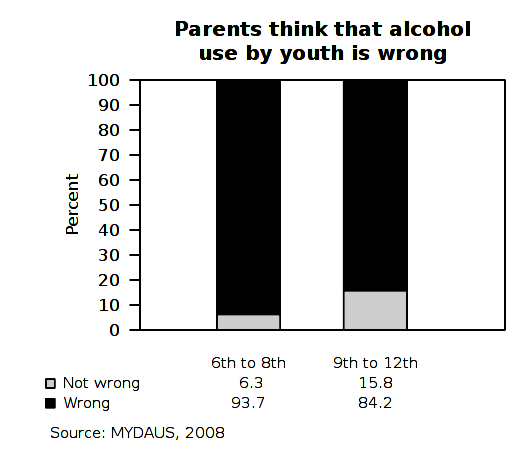 Parents think that alcohol
use by youth is wrong
100
90
80
70
60
50
40
30
20
10
0
Percent
6th to 8th 9th to 12th
Not wrong 6.3 15.8
Wrong 93.7 84.2
Source: MYDAUS, 2008